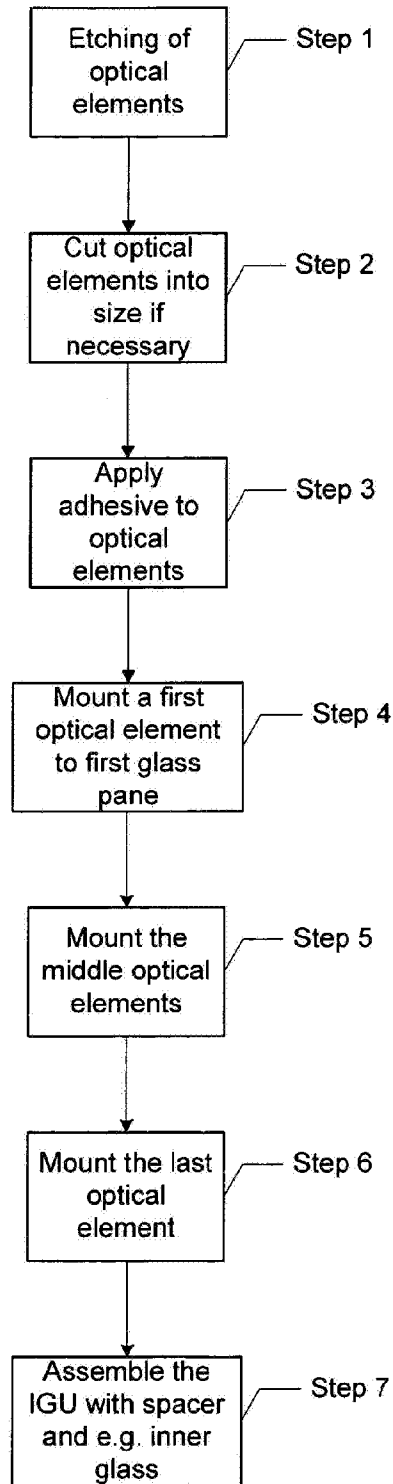 Etching of
optical
elements
Step 1
Cut optical
elements into
size if
necessary
Step 2
Apply
adhesive to
optical
elements
Step 3
Mount a first
optical element
to first glass
pane
Step 4
Mount the
middle optical
elements
Step 5
Mount the last
optical
element
Step 6
Assemble the
IGU with spacer
and e.g. inner
glass
Step 7